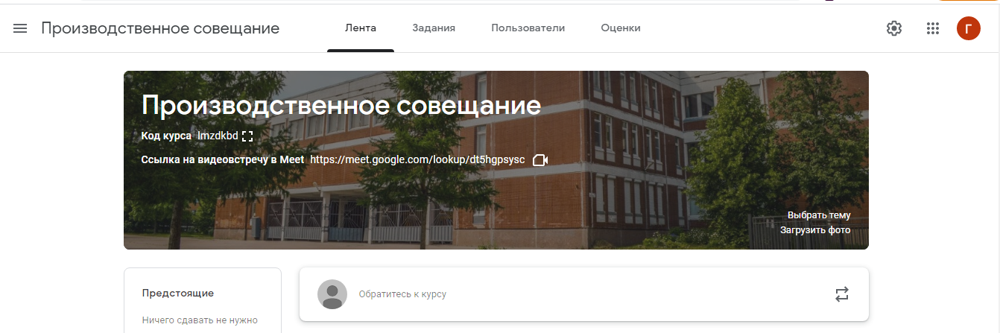 Производственное совещание
Лента
Задания
Пользователи
Оценки
Г
Производственное совещание
Код курса lmzdkbd
Ссылка на видеовстречу в Meet https://meet.google.com/lookup/dt5hgpsysc
Выбрать тему
Загрузить фото
Предстоящие
Ничего сдавать не нужно
Обратитесь к курсу